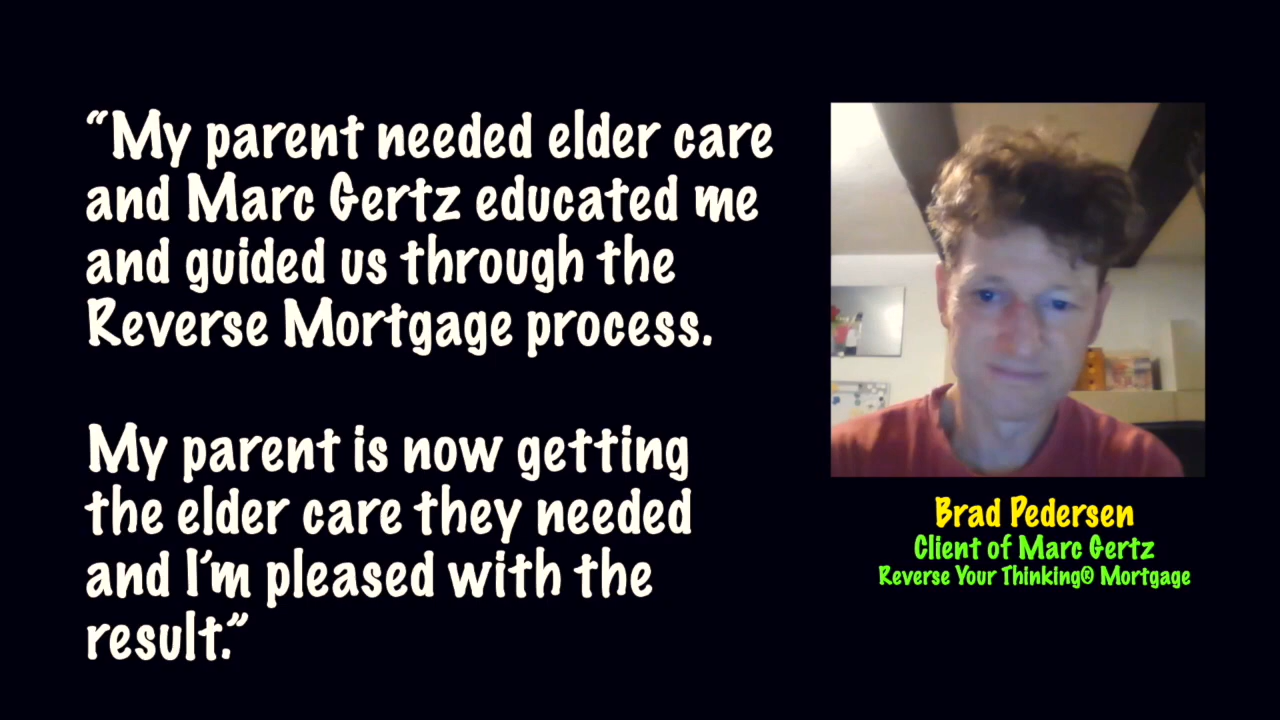 “My parent needed elder care
and Marc Gertz educated me
and guided us through the
Reverse Mortgage process.
My parent is now getting
the elder care they needed
and I’m pleased with the
result.”
Brad Pedersen
Client of Marc Gertz
Reverse Your Thinking® Mortgage